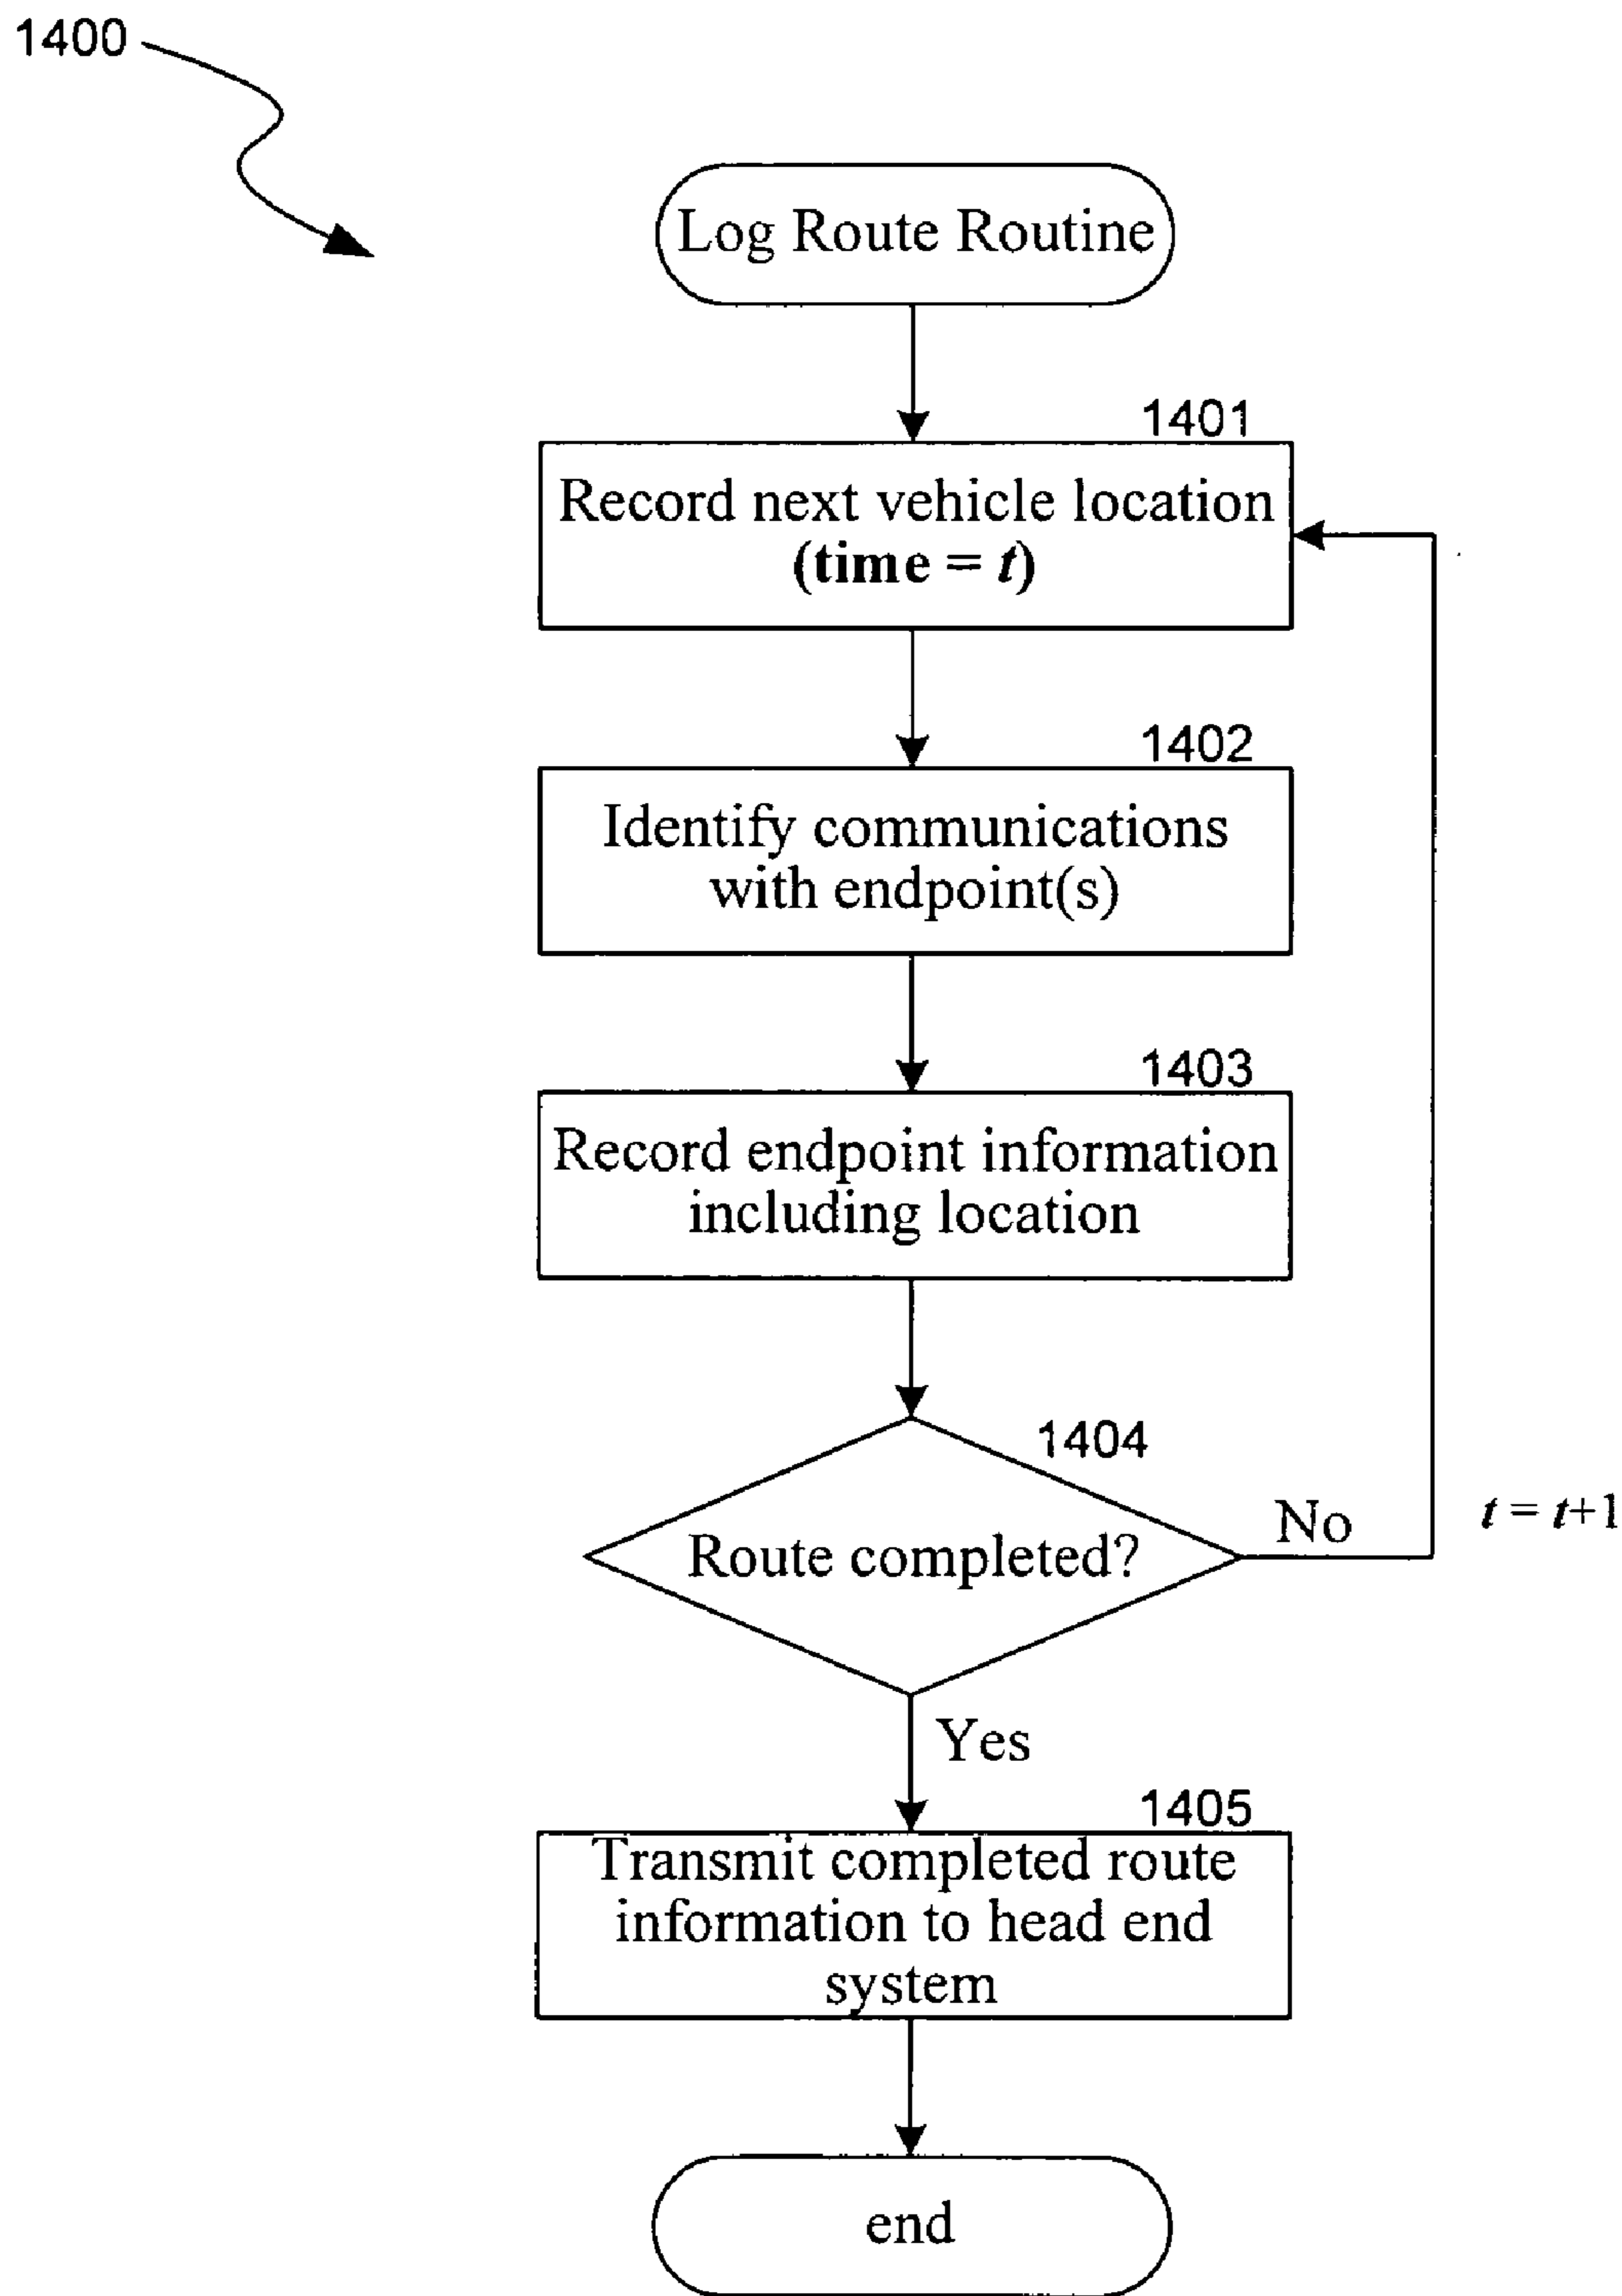 1400
Log Route Routine
1401
Record next vehicle location
(time = t)
1402
Identify communications
with endpoint(s)
1403
Record endpoint information
including location
1404
Route completed?
No
t = t+1
Yes
1405
Transmit completed route
information to head end
system
end